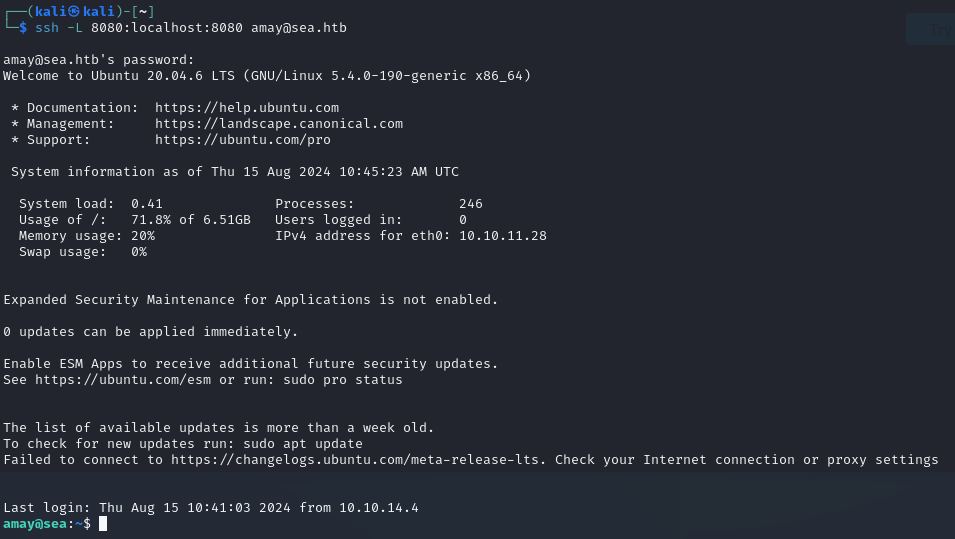 ┌──(kali㉿kali)-[~]
└─$ ssh -L 8080:localhost:8080 amay@sea.htb
Try
amay@sea.htb's password:
Welcome to Ubuntu 20.04.6 LTS (GNU/Linux 5.4.0-190-generic x86_64)
* Documentation: https://help.ubuntu.com
* Management: https://landscape.canonical.com
* Support: https://ubuntu.com/pro
System information as of Thu 15 Aug 2024 10:45:23 AM UTC
System load: 0.41 Processes: 246
Usage of /: 71.8% of 6.51GB Users logged in: 0
Memory usage: 20% IPv4 address for eth0: 10.10.11.28
Swap usage: 0%
Expanded Security Maintenance for Applications is not enabled.
0 updates can be applied immediately.
Enable ESM Apps to receive additional future security updates.
See https://ubuntu.com/esm or run: sudo pro status
The list of available updates is more than a week old.
To check for new updates run: sudo apt update
Failed to connect to https://changelogs.ubuntu.com/meta-release-lts. Check your Internet connection or proxy settings
Last login: Thu Aug 15 10:41:03 2024 from 10.10.14.4
amay@sea:~$